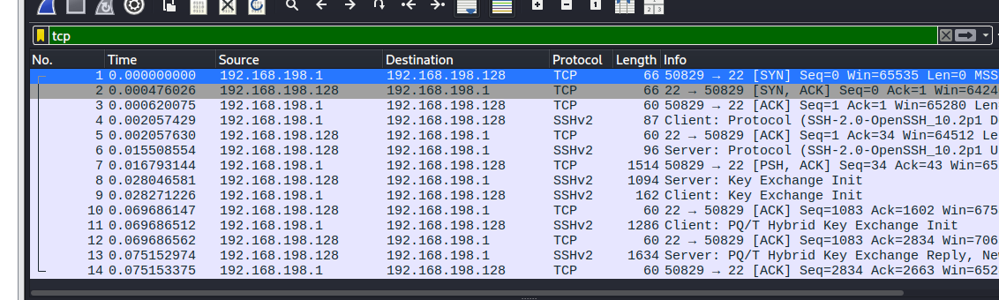 tcp
No. Time Source Destination Protocol Length Info
1 0.000000000 192.168.198.1 192.168.198.128 TCP 66 50829 → 22 [SYN] Seq=0 Win=65535 Len=0 MSS
2 0.000476026 192.168.198.128 192.168.198.1 TCP 66 22 → 50829 [SYN, ACK] Seq=0 Ack=1 Win=6424
3 0.000620075 192.168.198.1 192.168.198.128 TCP 60 50829 → 22 [ACK] Seq=1 Ack=1 Win=65280 Len
4 0.002057429 192.168.198.1 192.168.198.128 SSHv2 87 Client: Protocol (SSH-2.0-OpenSSH_10.2p1 D
5 0.002057630 192.168.198.128 192.168.198.1 TCP 60 22 → 50829 [ACK] Seq=1 Ack=34 Win=64512 Le
6 0.015508554 192.168.198.128 192.168.198.1 SSHv2 96 Server: Protocol (SSH-2.0-OpenSSH_10.2p1 U
7 0.016793144 192.168.198.1 192.168.198.128 TCP 1514 50829 → 22 [PSH, ACK] Seq=34 Ack=43 Win=65
8 0.028046581 192.168.198.128 192.168.198.1 SSHv2 1094 Server: Key Exchange Init
9 0.028271226 192.168.198.1 192.168.198.128 SSHv2 162 Client: Key Exchange Init
10 0.069686147 192.168.198.128 192.168.198.1 TCP 60 22 → 50829 [ACK] Seq=1083 Ack=1602 Win=675
11 0.069686512 192.168.198.1 192.168.198.128 SSHv2 1286 Client: PQ/T Hybrid Key Exchange Init
12 0.069686562 192.168.198.128 192.168.198.1 TCP 60 22 → 50829 [ACK] Seq=1083 Ack=2834 Win=706
13 0.075152974 192.168.198.128 192.168.198.1 SSHv2 1634 Server: PQ/T Hybrid Key Exchange Reply, Ne
14 0.075153375 192.168.198.1 192.168.198.128 TCP 60 50829 → 22 [ACK] Seq=2834 Ack=2663 Win=652